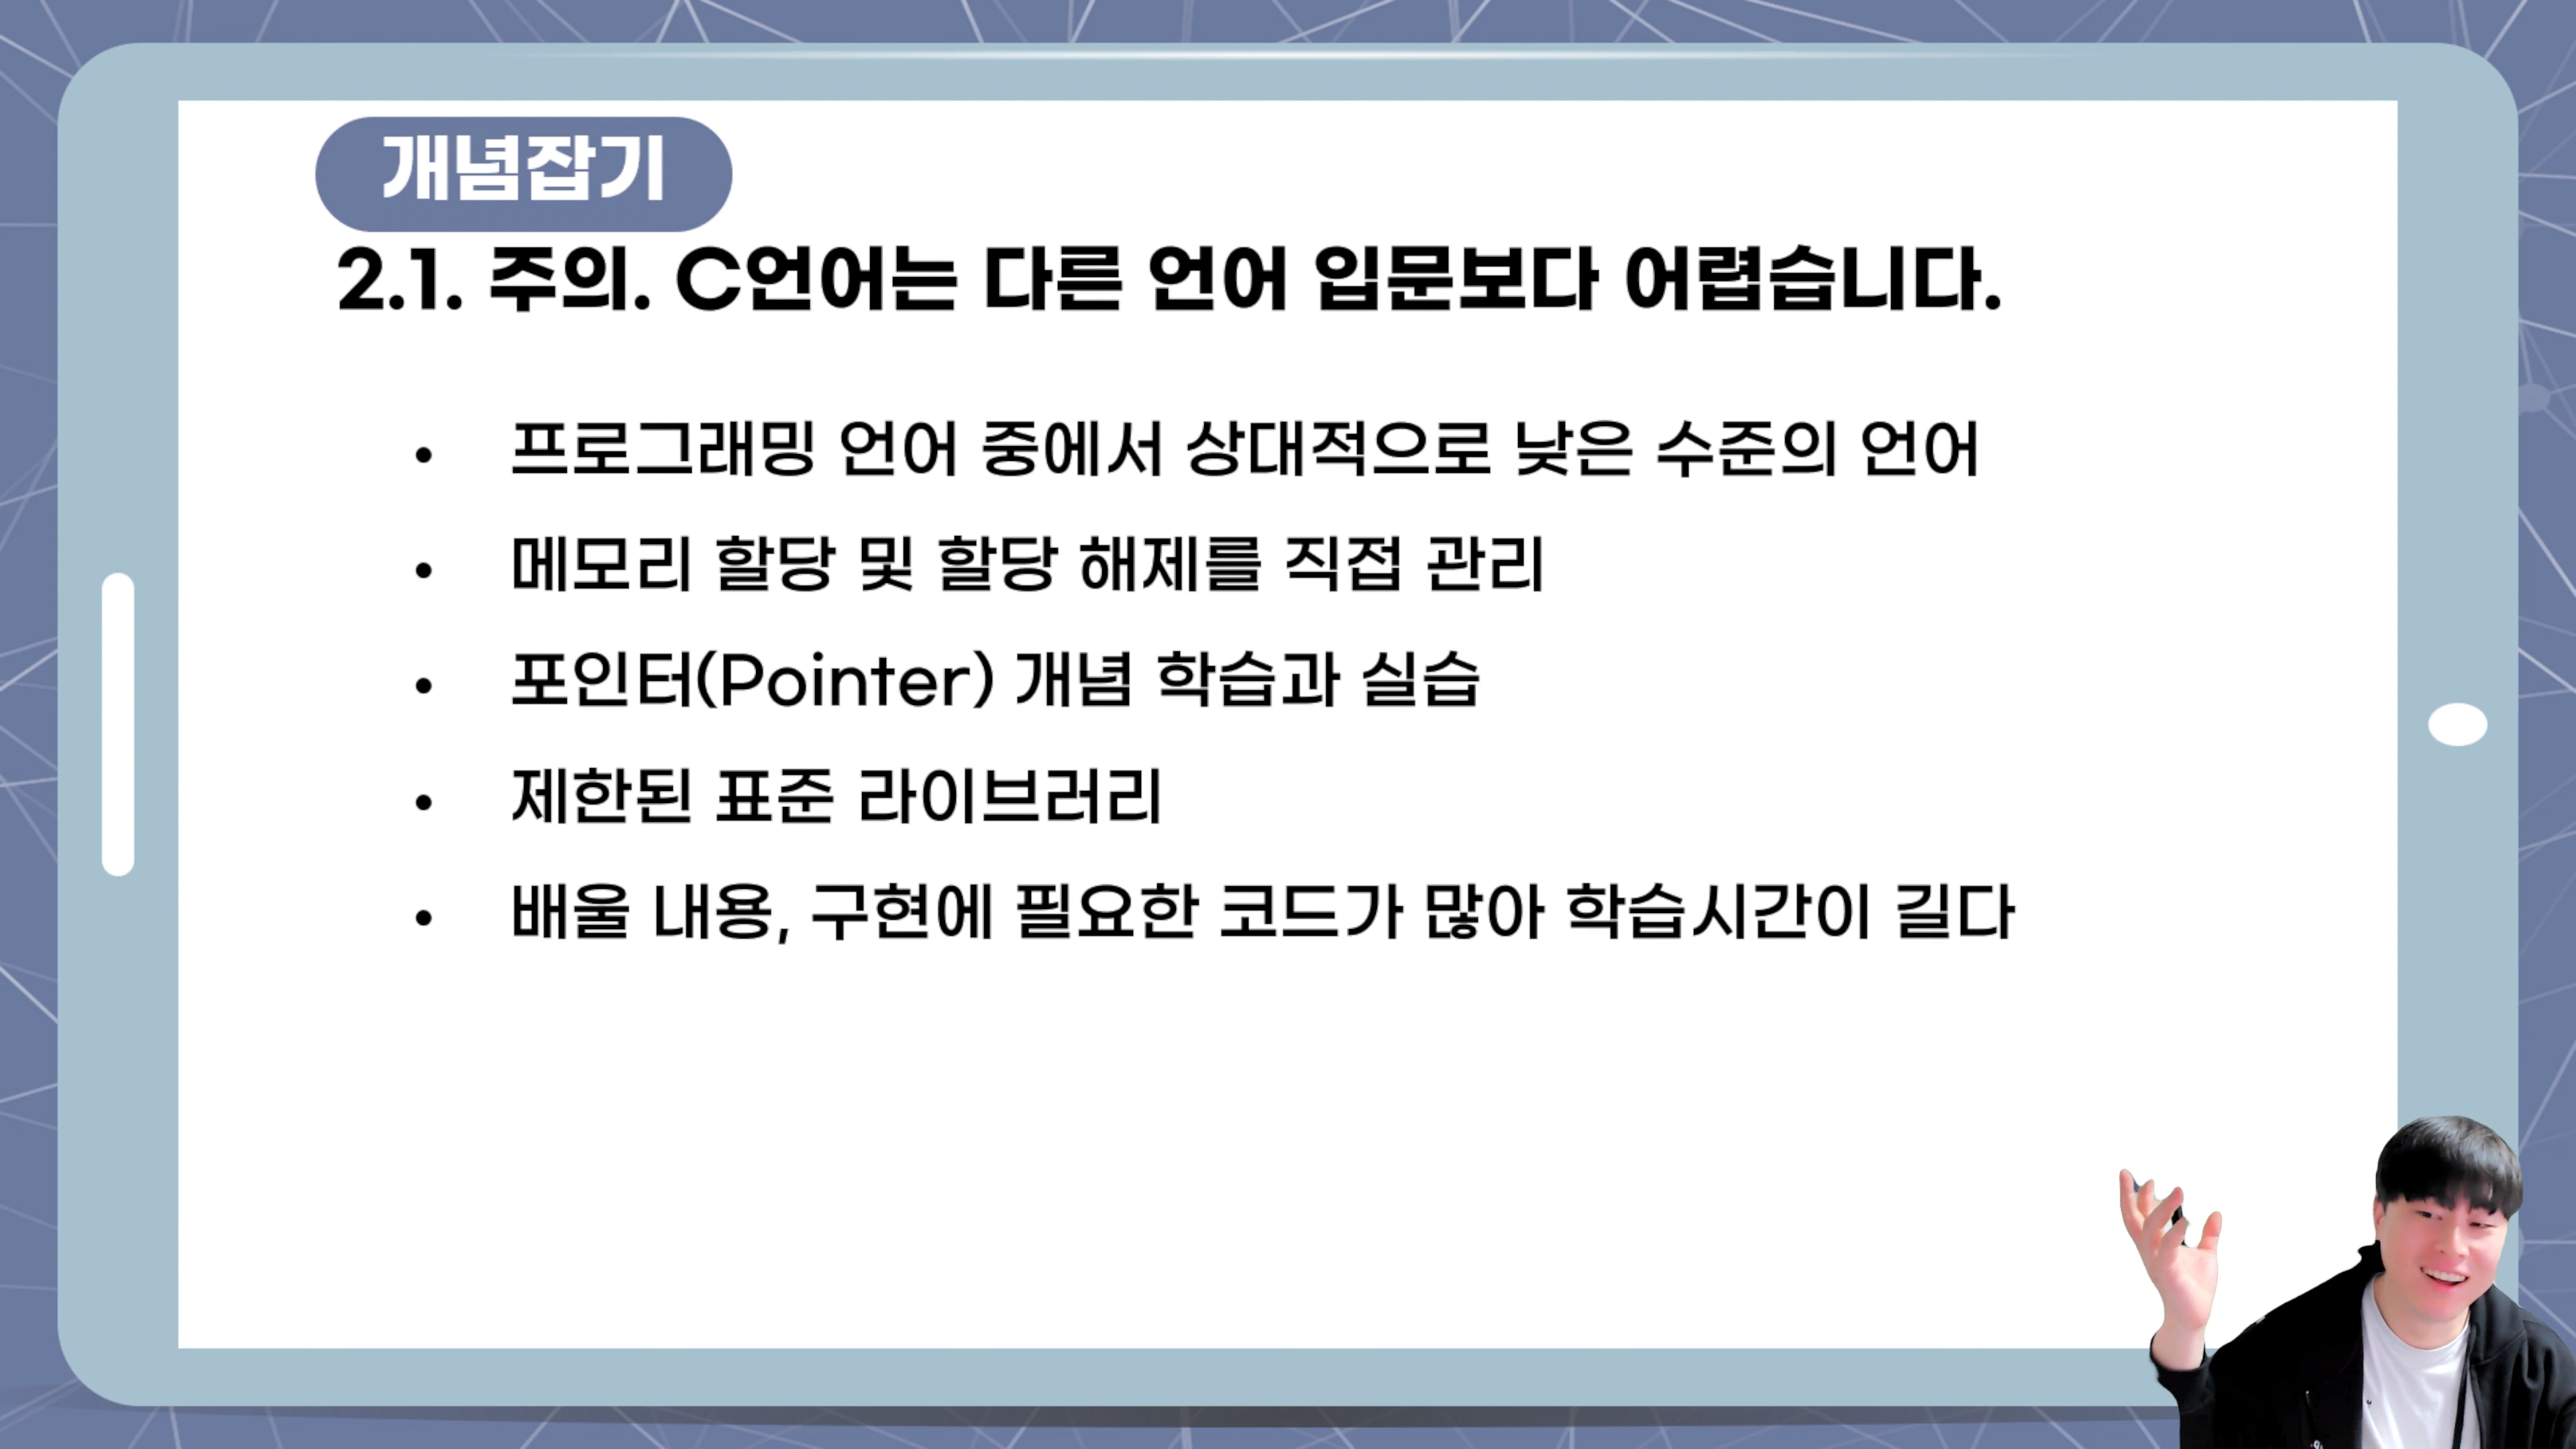 개념잡기
2.1. 주의. C언어는 다른 언어 입문보다 어렵습니다.
• 프로그래밍 언어 중에서 상대적으로 낮은 수준의 언어
• 메모리 할당 및 할당 해제를 직접 관리
• 포인터(Pointer) 개념 학습과 실습
• 제한된 표준 라이브러리
• 배울 내용, 구현에 필요한 코드가 많아 학습시간이 길다